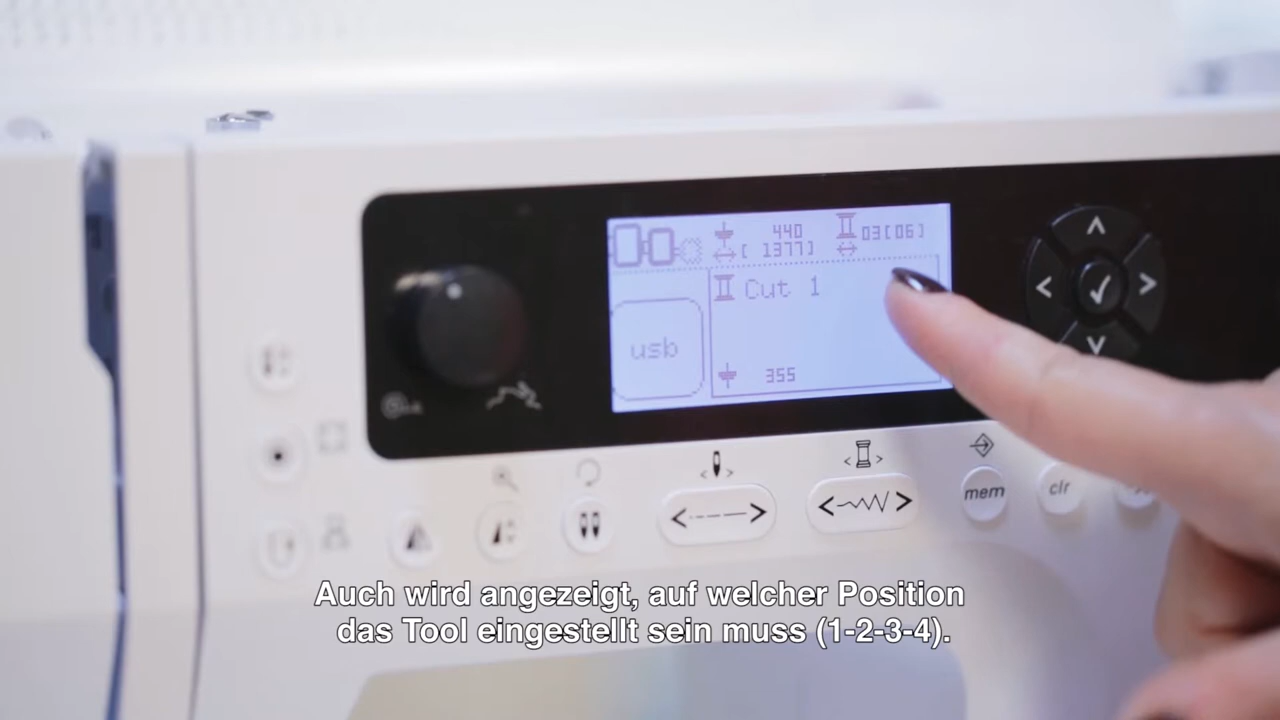 440
03[06]
[ 1377]
Cut 1
usb
355
mem
clr
Auch wird angezeigt, auf welcher Position
das Tool eingestellt sein muss (1-2-3-4).